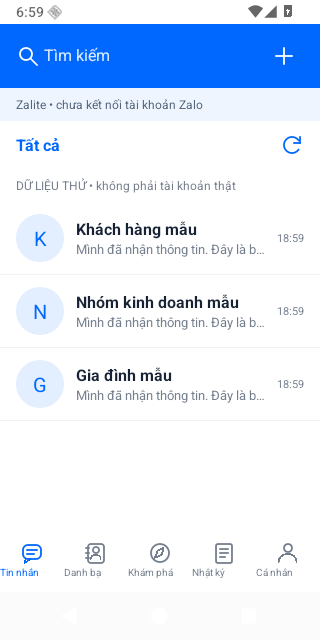 6:59
Tìm kiếm
Zalite • chưa kết nối tài khoản Zalo
Tất cả
DỮ LIỆU THỬ • không phải tài khoản thật
K
Khách hàng mẫu
18:59
Mình đã nhận thông tin. Đây là b...
N
Nhóm kinh doanh mẫu
18:59
Mình đã nhận thông tin. Đây là b...
G
Gia đình mẫu
18:59
Mình đã nhận thông tin. Đây là b...
Tin nhắn Danh bạ Khám phá Nhật ký Cá nhân